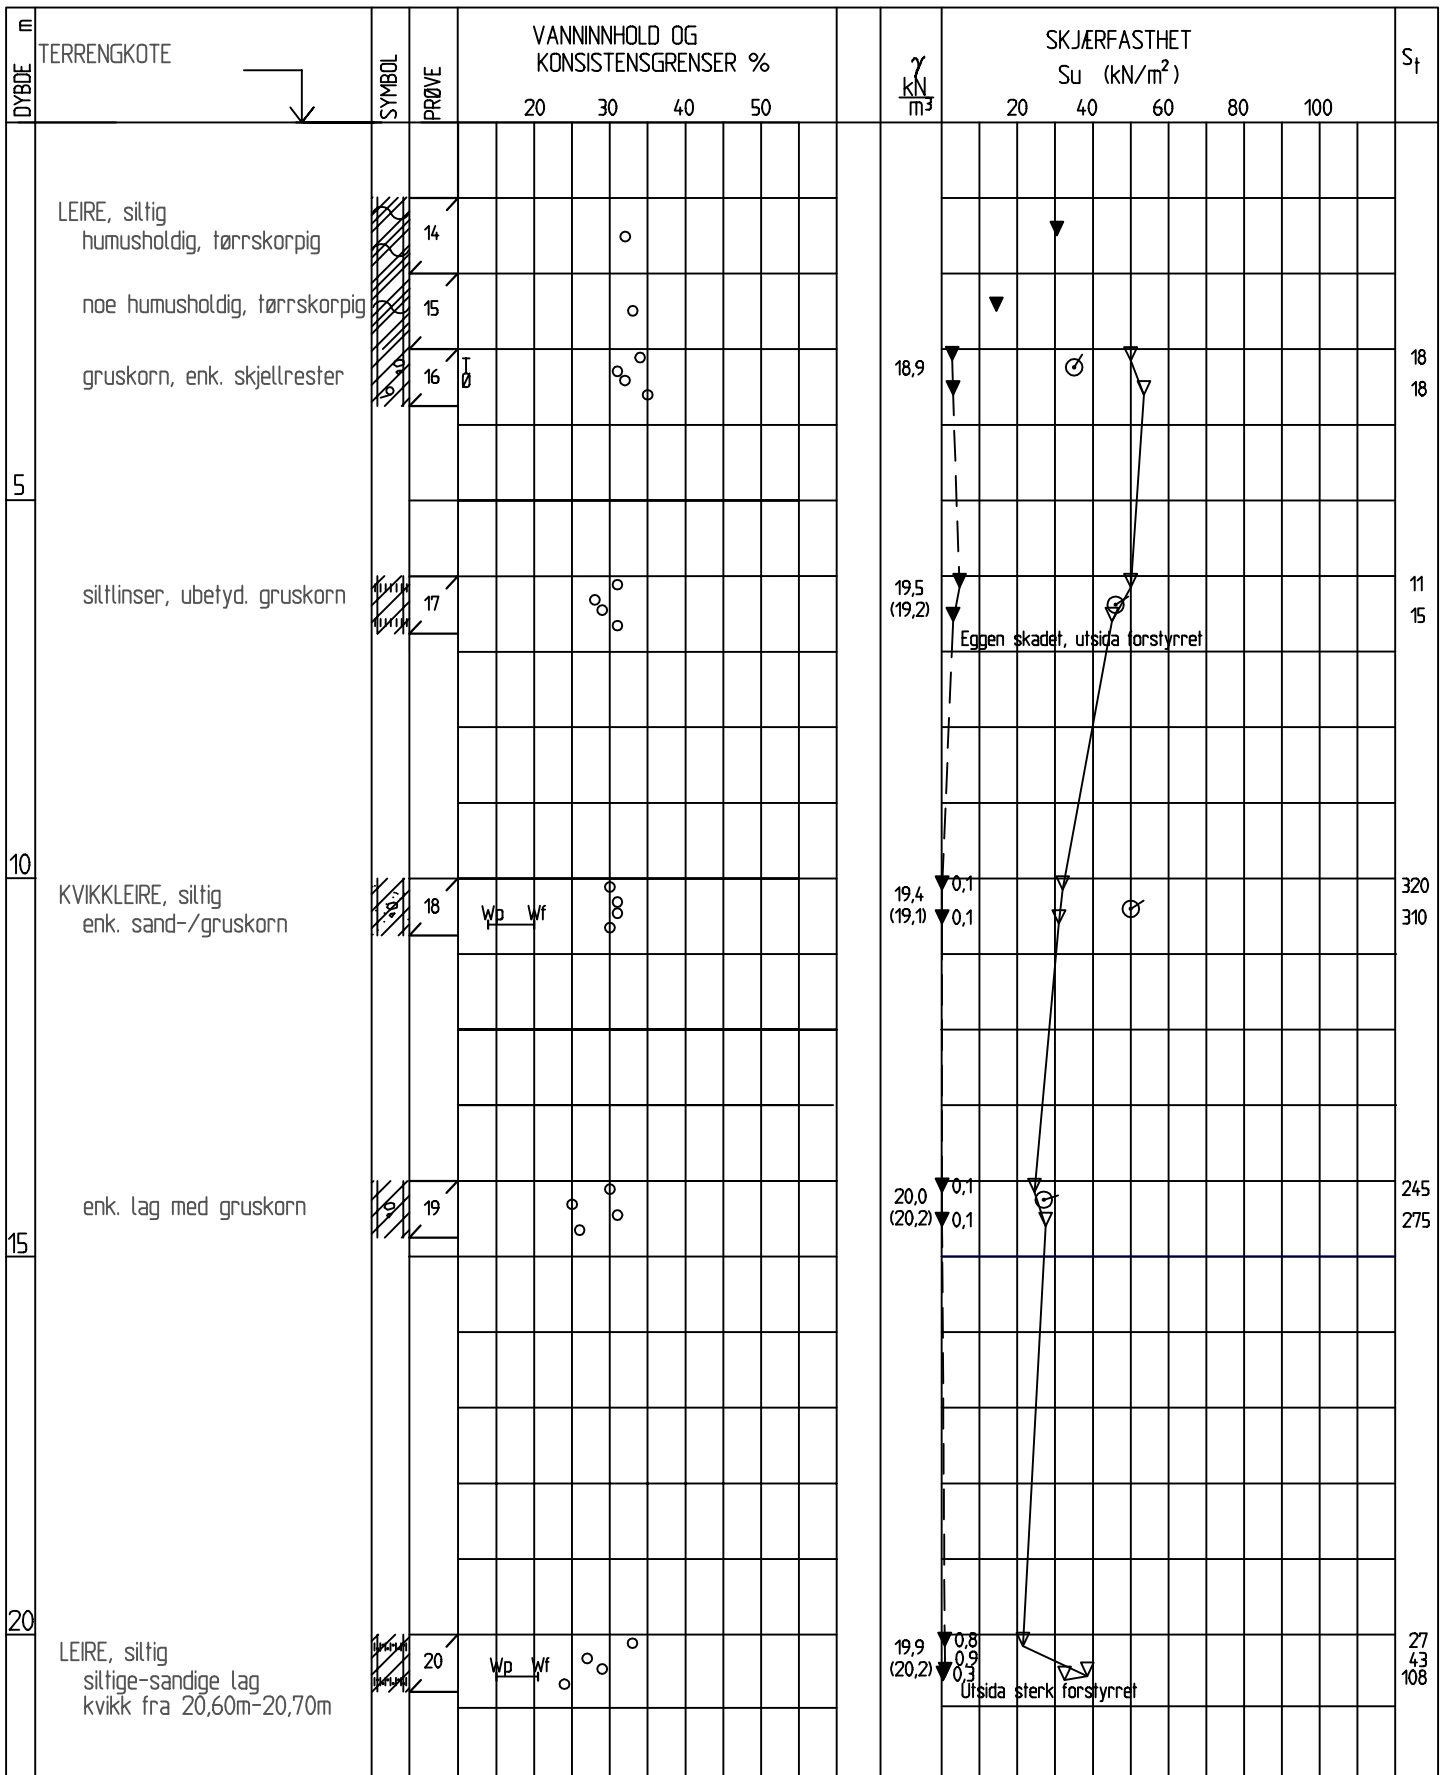 DYBDE m
TERRENGKOTE
SYMBOL
PRØVE
VANNINNHOLD OG
KONSISTENSGRENSER %
20 30 40 50
γ
kN
m³
SKJÆRFASTHET
Su (kN/m²)
20 40 60 80 100
St
LEIRE, siltig
humusholdig, tørrskorpig
14
noe humusholdig, tørrskorpig
15
gruskorn, enk. skjellrester
16
T
Ø
18,9
18
18
5
siltlinser, ubetyd. gruskorn
17
19,5
(19,2)
11
15
Eggen skadet, utsida forstyrret
10
KVIKKLEIRE, siltig
enk. sand-/gruskorn
18
Wp Wf
19,4
(19,1)
0,1
0,1
320
310
enk. lag med gruskorn
19
20,0
(20,2)
0,1
0,1
245
275
15
20
LEIRE, siltig
siltige-sandige lag
kvikk fra 20,60m-20,70m
20
Wp Wf
19,9
(20,2)
0,8
0,9
0,3
Utsida sterk forstyrret
27
43
108